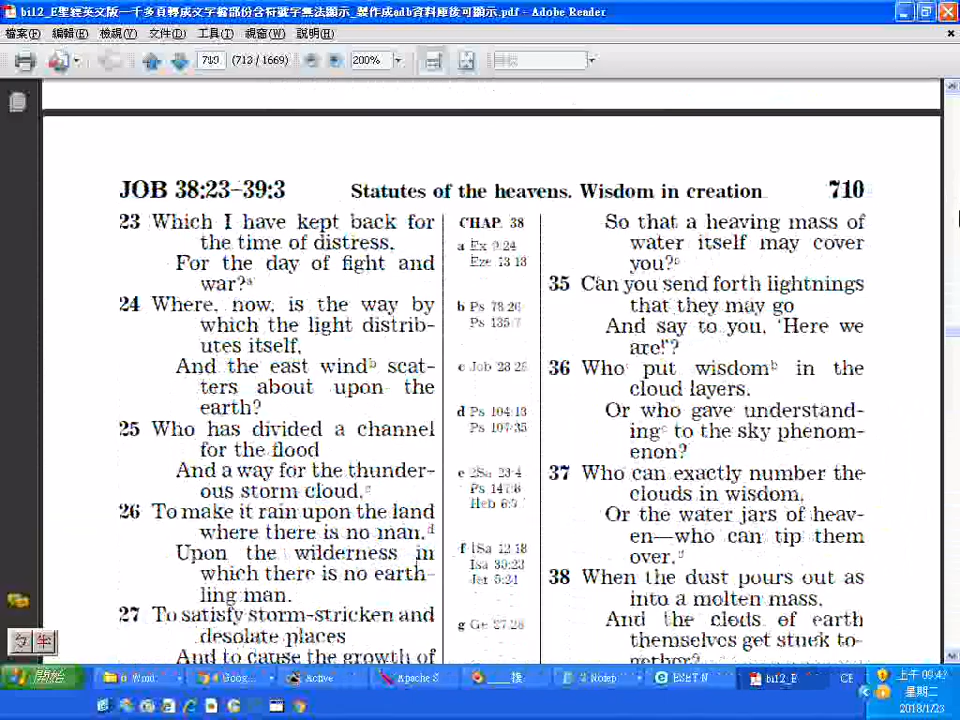 bi12_E聖經英文版一千多頁轉成文字檔部份含符號字無法顯示_製作成adb資料庫後可顯示.pdf - Adobe Reader
檔案(F) 編輯(E) 檢視(V) 文件(D) 工具(T) 視窗(W) 說明(H)
(713 / 1669) 200%
JOB 38:23–39:3 Statutes of the heavens. Wisdom in creation 710
23 Which I have kept back for
the time of distress,
For the day of fight and
war?a
24 Where, now, is the way by
which the light distrib-
utes itself,
And the east windb scat-
ters about upon the
earth?
25 Who has divided a channel
for the flood
And a way for the thunder-
ous storm cloud,c
26 To make it rain upon the land
where there is no man,d
Upon the wilderness in
which there is no earth-
ling man.
27 To satisfy storm-stricken and
desolate places
And to cause the growth of
CHAP. 38
a Ex 9:24
Eze 13:13
b Ps 78:26
Ps 135:7
c Job 28:26
d Ps 104:13
Ps 107:35
e 2Sa 23:4
Ps 147:8
f 1Sa 12:18
Isa 30:23
Jer 5:24
g Ge 27:28
So that a heaving mass of
water itself may cover
you?
35 Can you send forth lightnings
that they may go
And say to you, 'Here we
are!'?
36 Who put wisdomb in the
cloud layers,
Or who gave understand-
ingc to the sky phenom-
enon?
37 Who can exactly number the
clouds in wisdom,
Or the water jars of heav-
en—who can tip them
over,d
38 When the dust pours out as
into a molten mass,
And the clods of earth
themselves get stuck to-
gether?
ㄅ 半
開始 Goog... Active Apache S 3 Notep bi12_E CE
上午 09:47
星期二
2018/1/23